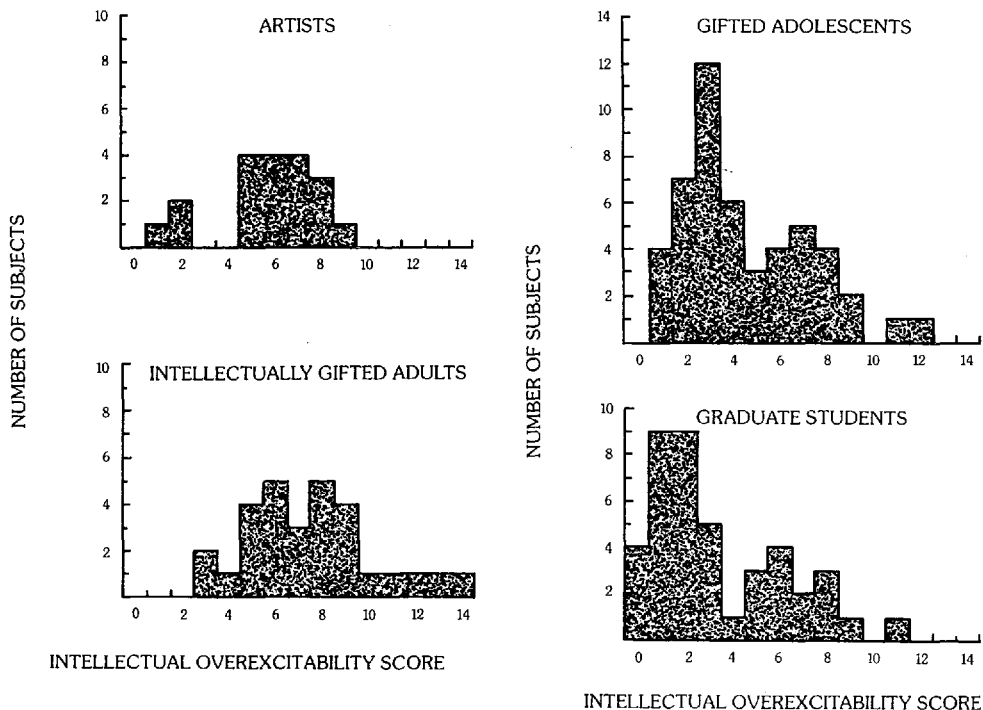 ARTISTS
10
8
6
4
2
0 2 4 6 8 10 12 14
NUMBER OF SUBJECTS
INTELLECTUALLY GIFTED ADULTS
10
8
6
4
2
0 2 4 6 8 10 12 14
INTELLECTUAL OVEREXCITABILITY SCORE
GIFTED ADOLESCENTS
14
12
10
8
6
4
2
0 2 4 6 8 10 12 14
NUMBER OF SUBJECTS
GRADUATE STUDENTS
10
8
6
4
2
0 2 4 6 8 10 12 14
INTELLECTUAL OVEREXCITABILITY SCORE